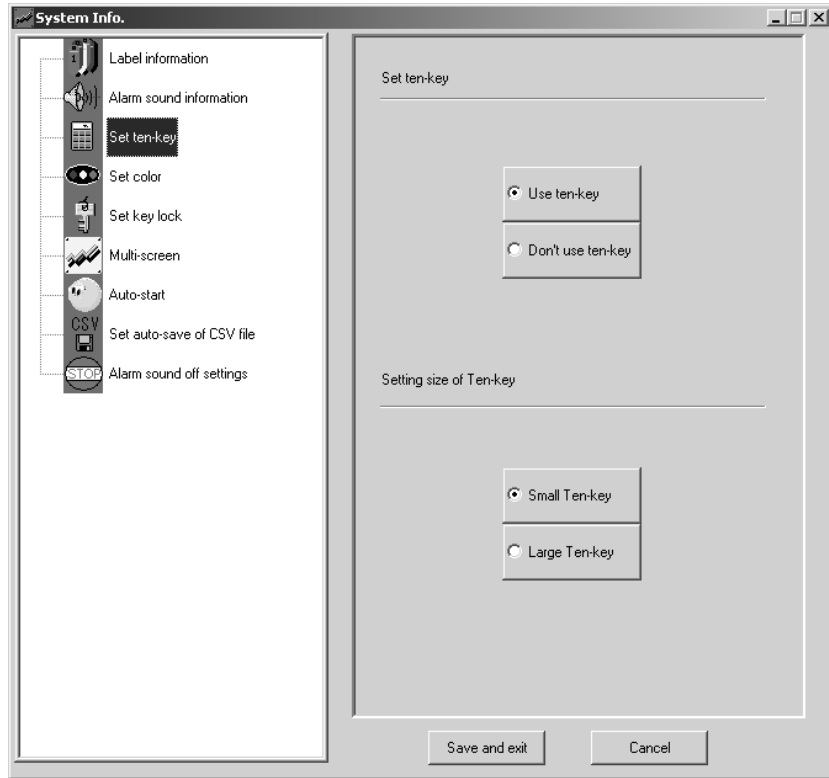 System Info.
Label information
Alarm sound information
Set ten-key
Set color
Set key lock
Multi-screen
Auto-start
CSV
Set auto-save of CSV file
STOP
Alarm sound off settings
Set ten-key
Use ten-key
Don't use ten-key
Setting size of Ten-key
Small Ten-key
Large Ten-key
Save and exit
Cancel